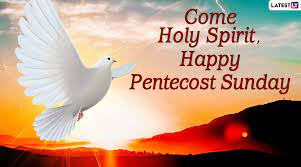 LATESTLY
Come
Holy Spirit,
Happy
Pentecost Sunday